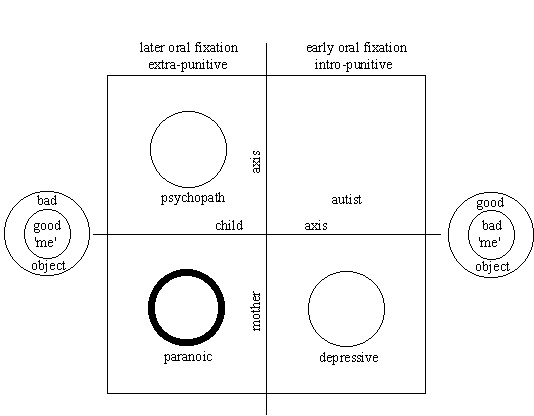 later oral fixation
extra-punitive
early oral fixation
intro-punitive
axis
psychopath
autist
bad
good
'me'
object
child
axis
good
bad
'me'
object
mother
paranoic
depressive